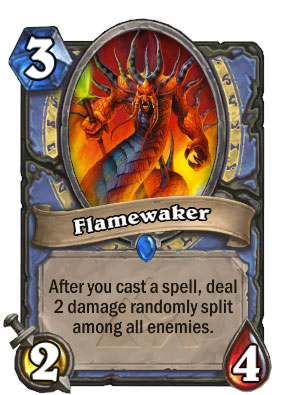 3
Flamewaker
After you cast a spell, deal
2 damage randomly split
among all enemies.
2
4